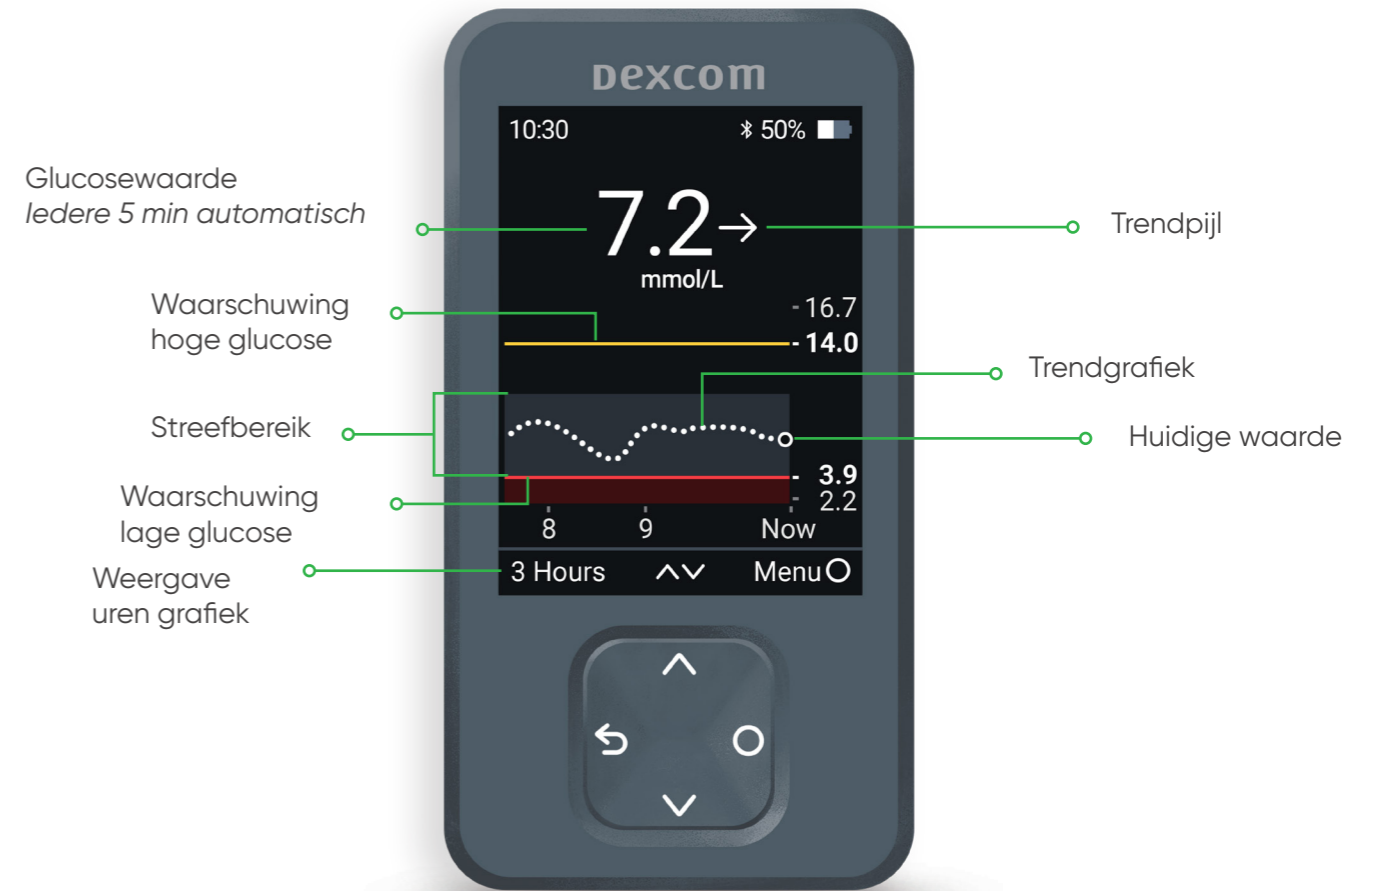 Dexcom
10:30
50%
Glucosewaarde
Iedere 5 min automatisch
7.2
mmol/L
Trendpijl
Waarschuwing
hoge glucose
16.7
14.0
Trendgrafiek
Streefbereik
Huidige waarde
Waarschuwing
lage glucose
3.9
2.2
8 9 Now
Weergave
uren grafiek
3 Hours Menu